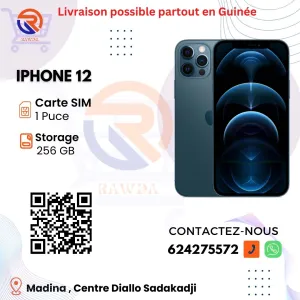 Livraison possible partout en Guinée
RAWDA
IPHONE 12
Carte SIM
1 Puce
Storage
256 GB
RAWDA
CONTACTEZ-NOUS
624275572
Madina , Centre Diallo Sadakadji